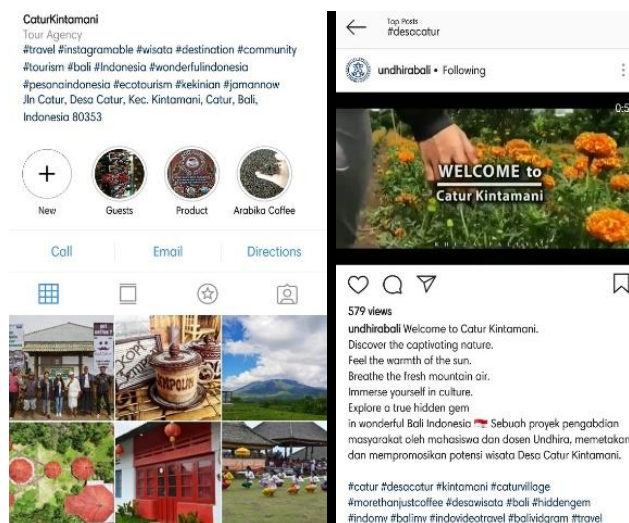 CaturKintamani
Tour Agency
#travel #instagramable #wisata #destination #community
#tourism #bali #Indonesia #wonderfulindonesia
#pesonaindonesia #ecotourism #kekinian #jamannow
Jln Catur, Desa Catur, Kec. Kintamani, Catur, Bali,
Indonesia 80353
New
Guests
Product
Arabika Coffee
Call
Email
Directions
KOPI
Top Posts
#desacatur
undhirabali • Following
0:5
WELCOME to
Catur Kintamani
579 views
undhirabali Welcome to Catur Kintamani.
Discover the captivating nature.
Feel the warmth of the sun.
Breathe the fresh mountain air.
Immerse yourself in culture.
Explore a true hidden gem
in wonderful Bali Indonesia 🇮🇩 Sebuah proyek pengabdian
masyarakat oleh mahasiswa dan dosen Undhira, memetakan
dan mempromosikan potensi wisata Desa Catur Kintamani.
#catur #desacatur #kintamani #caturvillage
#morethanjustcoffee #desawisata #bali #hiddengem
#indomy #balimy #indovideotravel #balividgram #travel